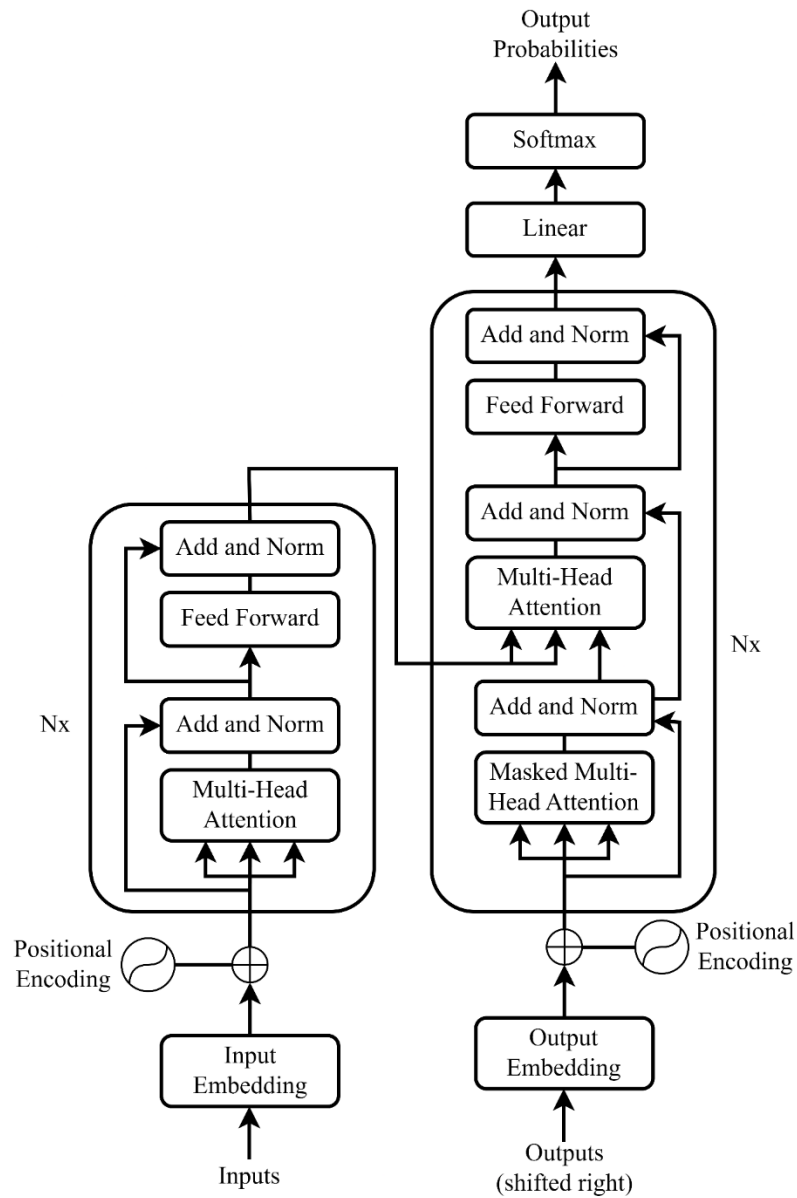 Output
Probabilities
Softmax
Linear
Add and Norm
Feed Forward
Add and Norm
Multi-Head
Attention
Nx
Add and Norm
Masked Multi-
Head Attention
Positional
Encoding
Output
Embedding
Outputs
(shifted right)
Add and Norm
Feed Forward
Nx
Add and Norm
Multi-Head
Attention
Positional
Encoding
Input
Embedding
Inputs